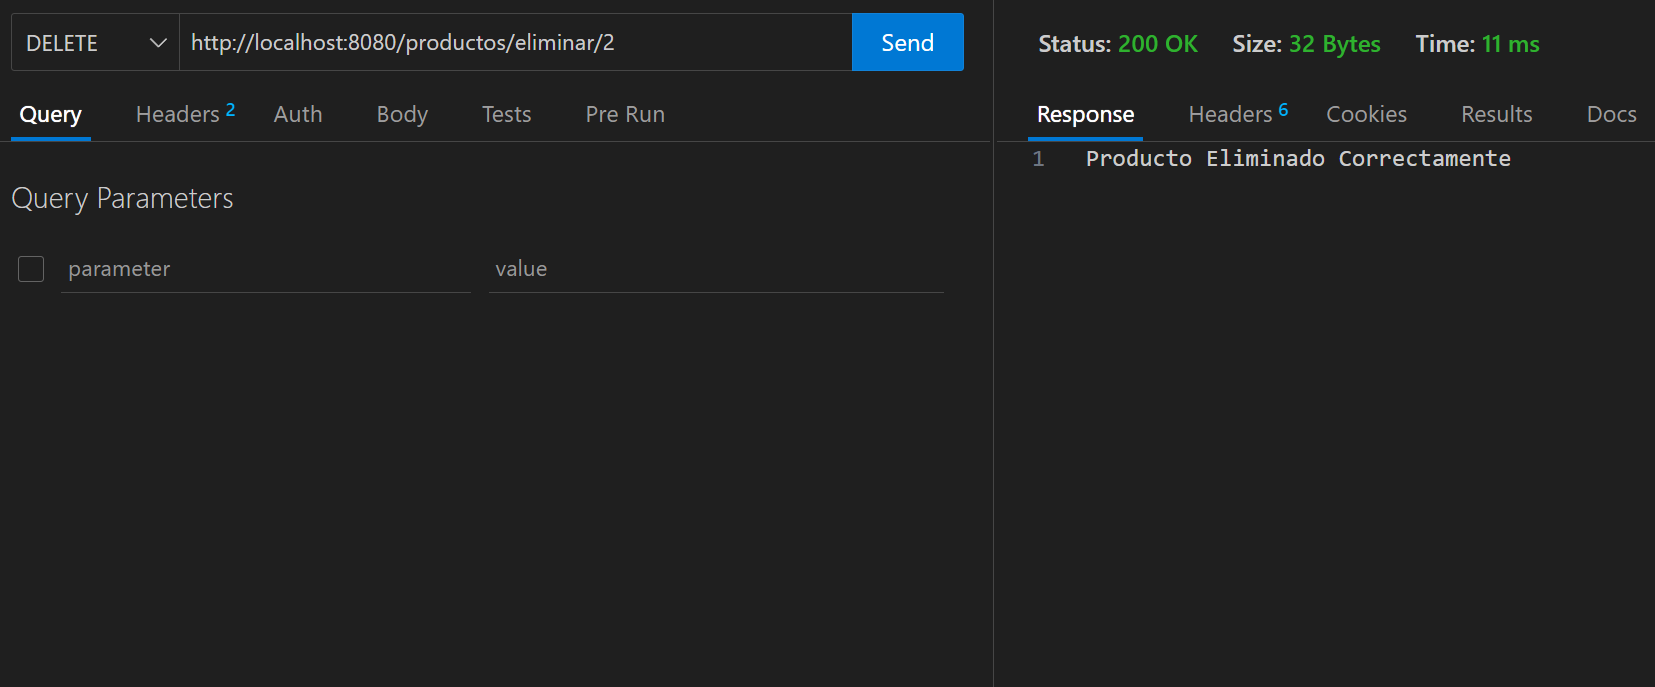 DELETE http://localhost:8080/productos/eliminar/2 Send
Query Headers 2 Auth Body Tests Pre Run
Query Parameters
parameter value
Status: 200 OK Size: 32 Bytes Time: 11 ms
Response Headers 6 Cookies Results Docs
1 Producto Eliminado Correctamente